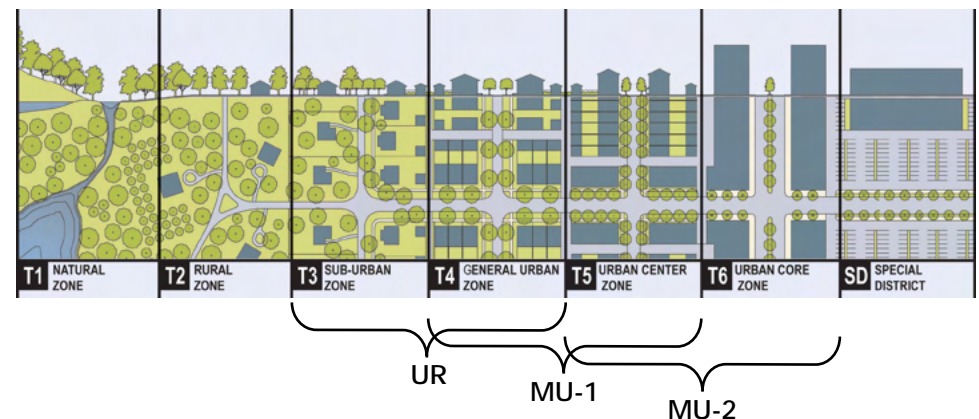 T1 NATURAL
ZONE
T2 RURAL
ZONE
T3 SUB-URBAN
ZONE
T4 GENERAL URBAN
ZONE
T5 URBAN CENTER
ZONE
T6 URBAN CORE
ZONE
SD SPECIAL
DISTRICT
UR
MU-1
MU-2